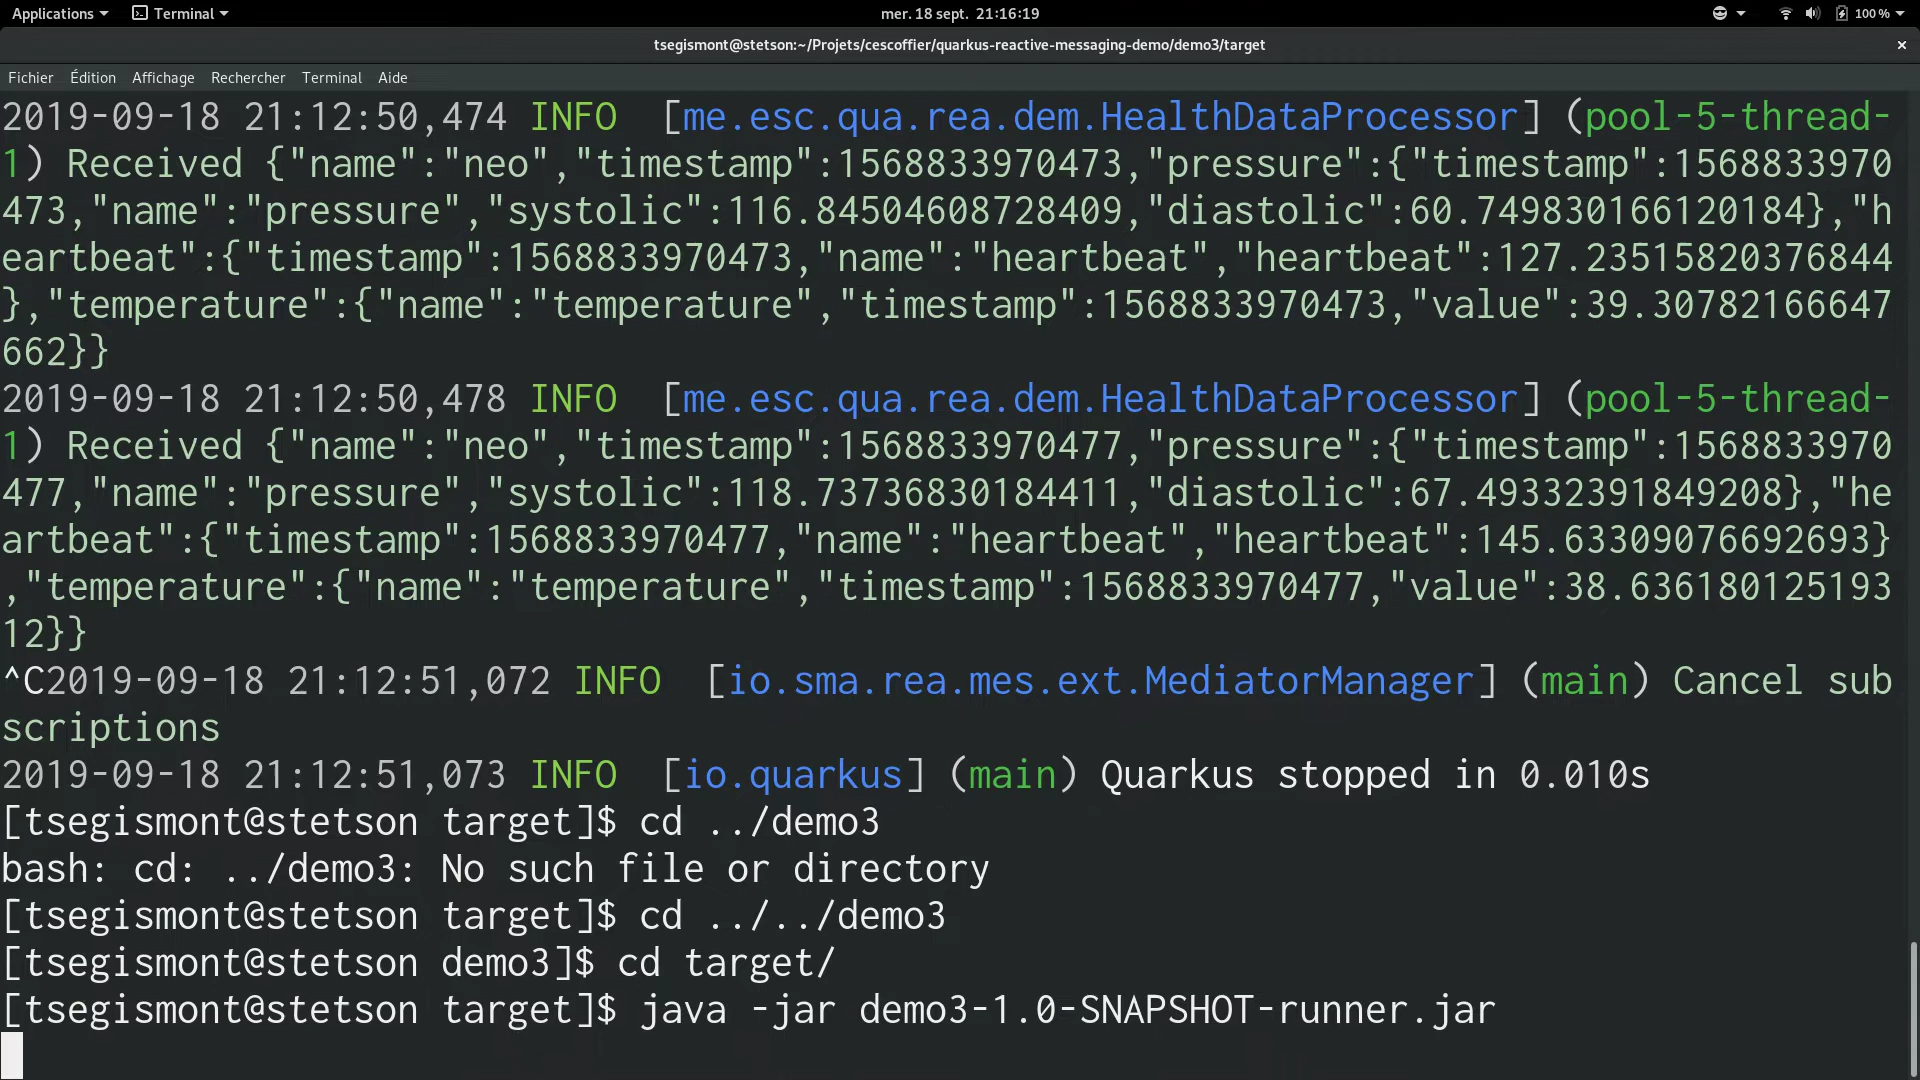 Applications Terminal mer. 18 sept. 21:16:19 100 %
tsegismont@stetson:~/Projets/cescoffier/quarkus-reactive-messaging-demo/demo3/target
Fichier Édition Affichage Rechercher Terminal Aide
2019-09-18 21:12:50,474 INFO  [me.esc.qua.rea.dem.HealthDataProcessor] (pool-5-thread-
1) Received {"name":"neo","timestamp":1568833970473,"pressure":{"timestamp":1568833970
473,"name":"pressure","systolic":116.84504608728409,"diastolic":60.749830166120184},"h
eartbeat":{"timestamp":1568833970473,"name":"heartbeat","heartbeat":127.23515820376844
},"temperature":{"name":"temperature","timestamp":1568833970473,"value":39.30782166647
662}}
2019-09-18 21:12:50,478 INFO  [me.esc.qua.rea.dem.HealthDataProcessor] (pool-5-thread-
1) Received {"name":"neo","timestamp":1568833970477,"pressure":{"timestamp":1568833970
477,"name":"pressure","systolic":118.73736830184411,"diastolic":67.49332391849208},"he
artbeat":{"timestamp":1568833970477,"name":"heartbeat","heartbeat":145.63309076692693}
,"temperature":{"name":"temperature","timestamp":1568833970477,"value":38.636180125193
12}}
^C2019-09-18 21:12:51,072 INFO  [io.sma.rea.mes.ext.MediatorManager] (main) Cancel sub
scriptions
2019-09-18 21:12:51,073 INFO  [io.quarkus] (main) Quarkus stopped in 0.010s
[tsegismont@stetson target]$ cd ../demo3
bash: cd: ../demo3: No such file or directory
[tsegismont@stetson target]$ cd ../../demo3
[tsegismont@stetson demo3]$ cd target/
[tsegismont@stetson target]$ java -jar demo3-1.0-SNAPSHOT-runner.jar